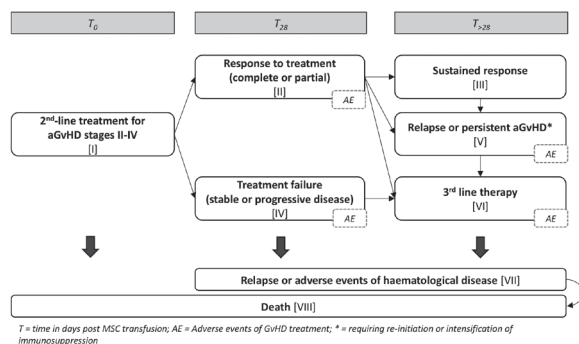 T0
T28
T>28
Response to treatment
(complete or partial)
[II]
AE
Sustained response
[III]
2nd-line treatment for
aGvHD stages II-IV
[I]
Relapse or persistent aGvHD*
[V]
AE
Treatment failure
(stable or progressive disease)
[IV]
AE
3rd line therapy
[VI]
AE
Relapse or adverse events of haematological disease [VII]
Death [VIII]
T = time in days post MSC transfusion; AE = Adverse events of GvHD treatment; * = requiring re-initiation or intensification of
immunosuppression